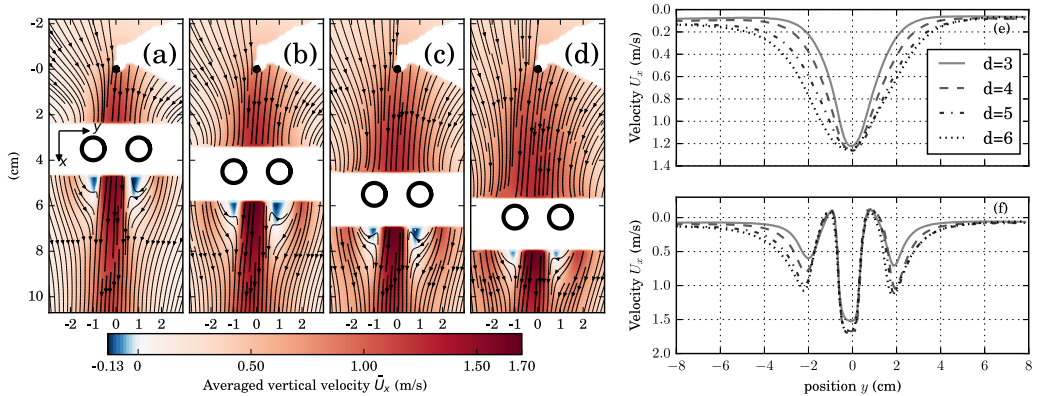 -2
-0
2
4
6
8
10
(cm)
(a)
(b)
(c)
(d)
y
x
-2 -1 0 1 2
-2 -1 0 1 2
-2 -1 0 1 2
-2 -1 0 1 2
-0.13 0 0.50 1.00 1.50 1.70
Averaged vertical velocity Ūₓ (m/s)
0.0
0.2
0.4
0.6
0.8
1.0
1.2
1.4
Velocity Uₓ (m/s)
(e)
d=3
d=4
d=5
d=6
0.0
0.5
1.0
1.5
2.0
Velocity Uₓ (m/s)
(f)
−8 −6 −4 −2 0 2 4 6 8
position y (cm)